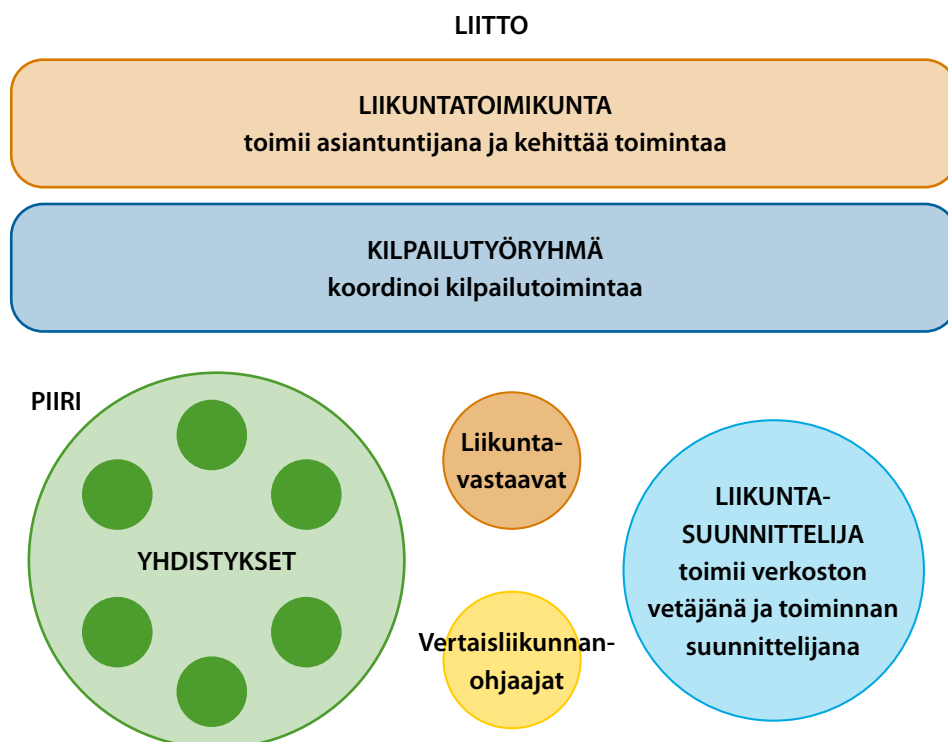 LIITTO
LIIKUNTATOIMIKUNTA
toimii asiantuntijana ja kehittää toimintaa
KILPAILUTYÖRYHMÄ
koordinoi kilpailutoimintaa
PIIRI
YHDISTYKSET
Liikunta-
vastaavat
Vertaisliikunnan-
ohjaajat
LIIKUNTA-
SUUNNITTELIJA
toimii verkoston
vetäjänä ja toiminnan
suunnittelijana